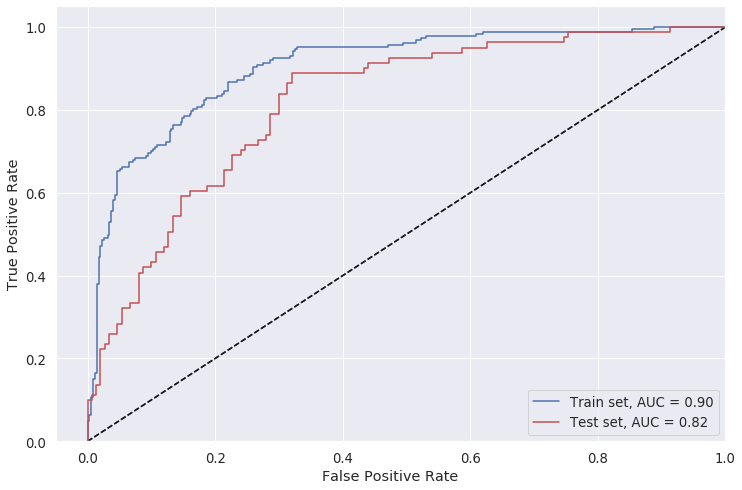 1.0
0.8
0.6
0.4
0.2
0.0
True Positive Rate
0.0 0.2 0.4 0.6 0.8 1.0
False Positive Rate
Train set, AUC = 0.90
Test set, AUC = 0.82